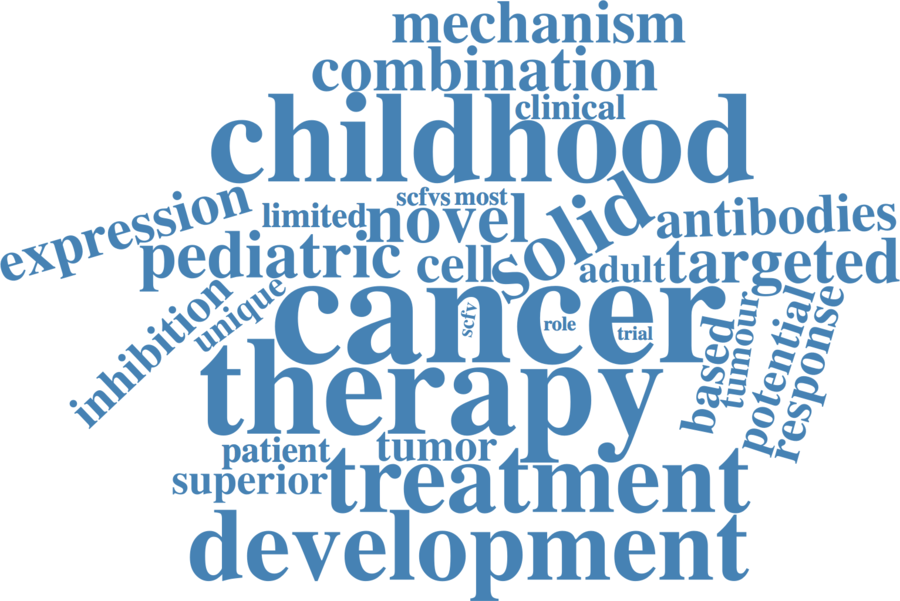 mechanism
combination
clinical
childhood
scfvs most
expression
limited
novel
solid
antibodies
pediatric
cell
adult
targeted
inhibition
unique
cancer
scfv
role
trial
based
tumour
potential
response
therapy
patient
tumor
superior
treatment
development